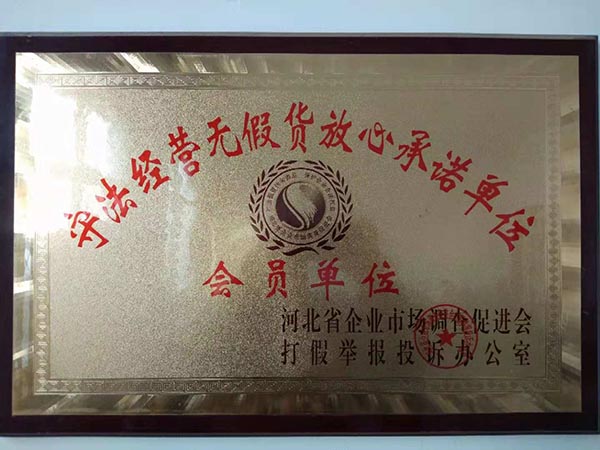 守法经营无假货放心承诺单位
会员单位
河北省企业市场调查促进会
打假举报投诉办公室